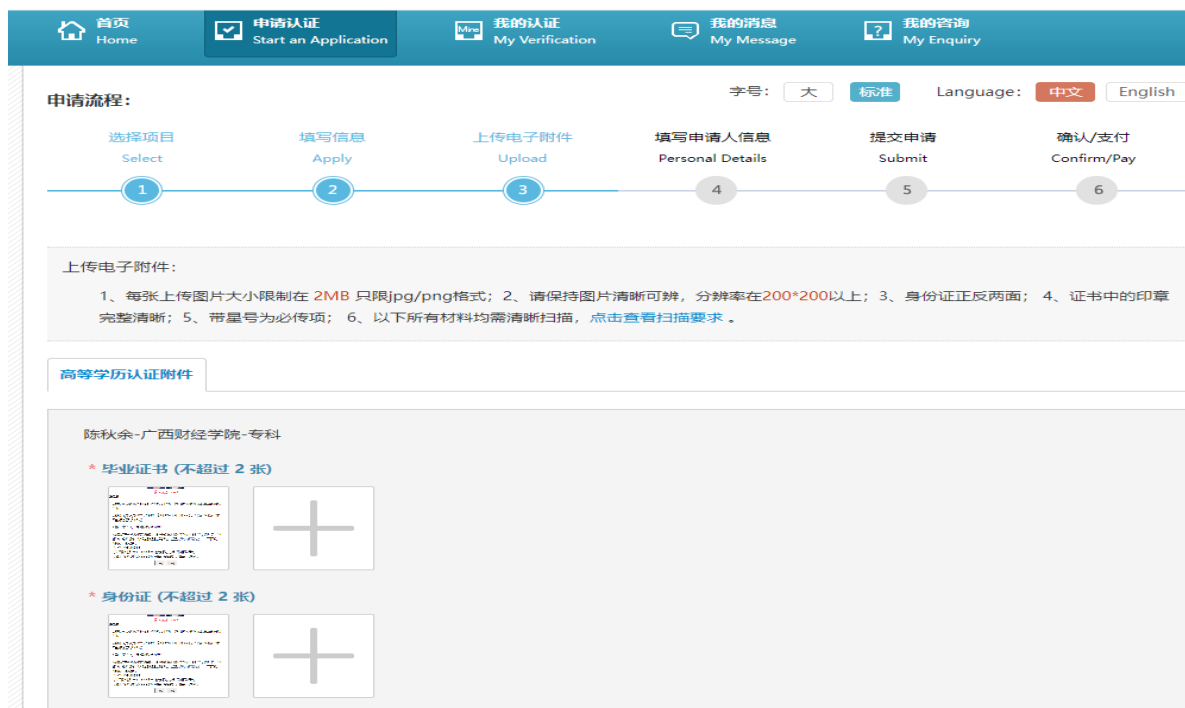 首页
Home
申请认证
Start an Application
Mine
我的认证
My Verification
我的消息
My Message
?
我的咨询
My Enquiry
申请流程：
字号： 大 标准 Language： 中文 English
选择项目 填写信息 上传电子附件 填写申请人信息 提交申请 确认/支付
Select Apply Upload Personal Details Submit Confirm/Pay
1 2 3 4 5 6
上传电子附件：
1、每张上传图片大小限制在 2MB 只限jpg/png格式；2、请保持图片清晰可辨，分辨率在200*200以上；3、身份证正反两面； 4、证书中的印章
完整清晰；5、带星号为必传项； 6、以下所有材料均需清晰扫描，点击查看扫描要求 。
高等学历认证附件
陈秋余-广西财经学院-专科
* 毕业证书 (不超过 2 张)
* 身份证 (不超过 2 张)